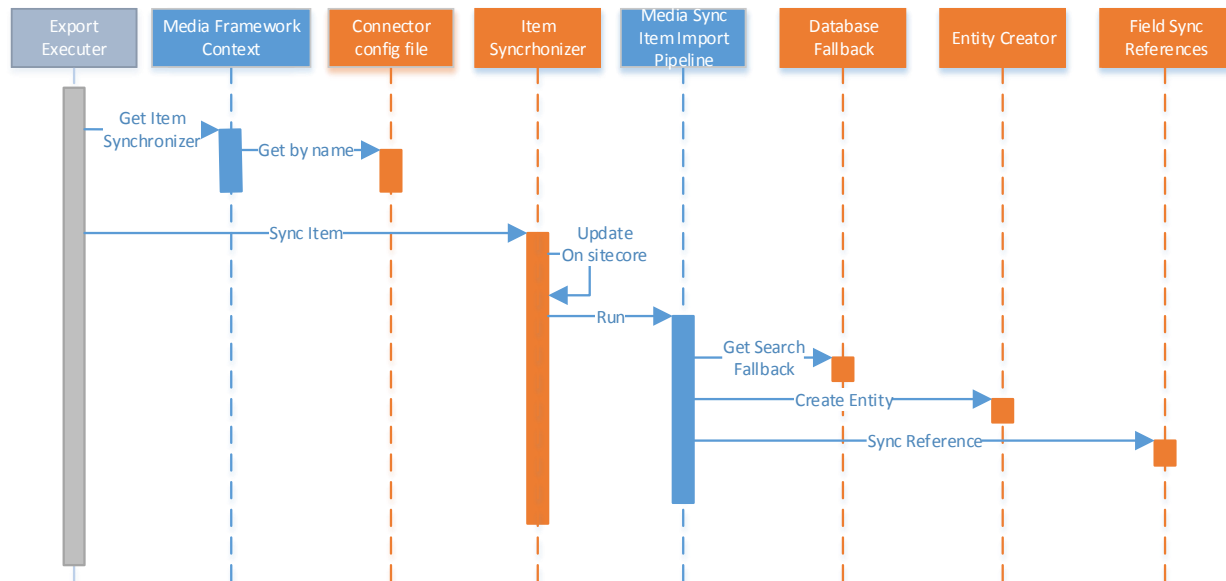 Export
Executer
Media Framework
Context
Connector
config file
Item
Syncrhonizer
Media Sync
Item Import
Pipeline
Database
Fallback
Entity Creator
Field Sync
References
Get Item
Synchronizer
Get by name
Sync Item
Update
On sitecore
Run
Get Search
Fallback
Create Entity
Sync Reference